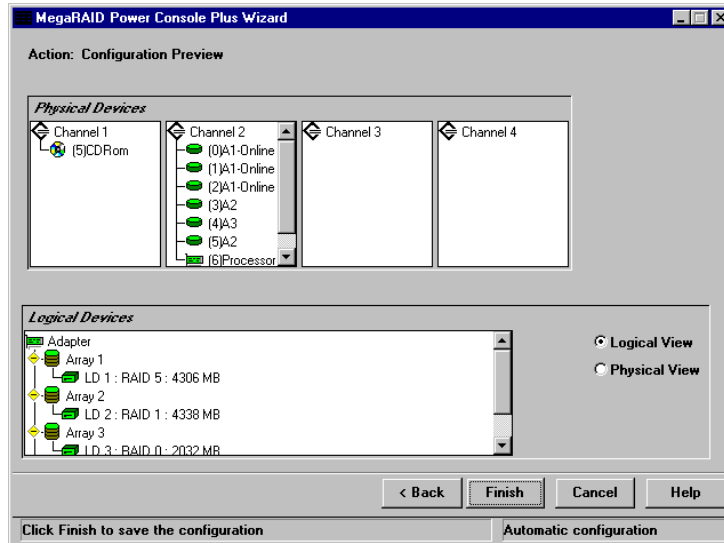 MegaRAID Power Console Plus Wizard
Action: Configuration Preview
Physical Devices
Channel 1
(5)CDRom
Channel 2
(0)A1-Online
(1)A1-Online
(2)A1-Online
(3)A2
(4)A3
(5)A2
(6)Processor
Channel 3
Channel 4
Logical Devices
Adapter
Array 1
LD 1 : RAID 5 : 4306 MB
Array 2
LD 2 : RAID 1 : 4338 MB
Array 3
LD 3 : RAID 0 : 2032 MB
Logical View
Physical View
< Back
Finish
Cancel
Help
Click Finish to save the configuration
Automatic configuration